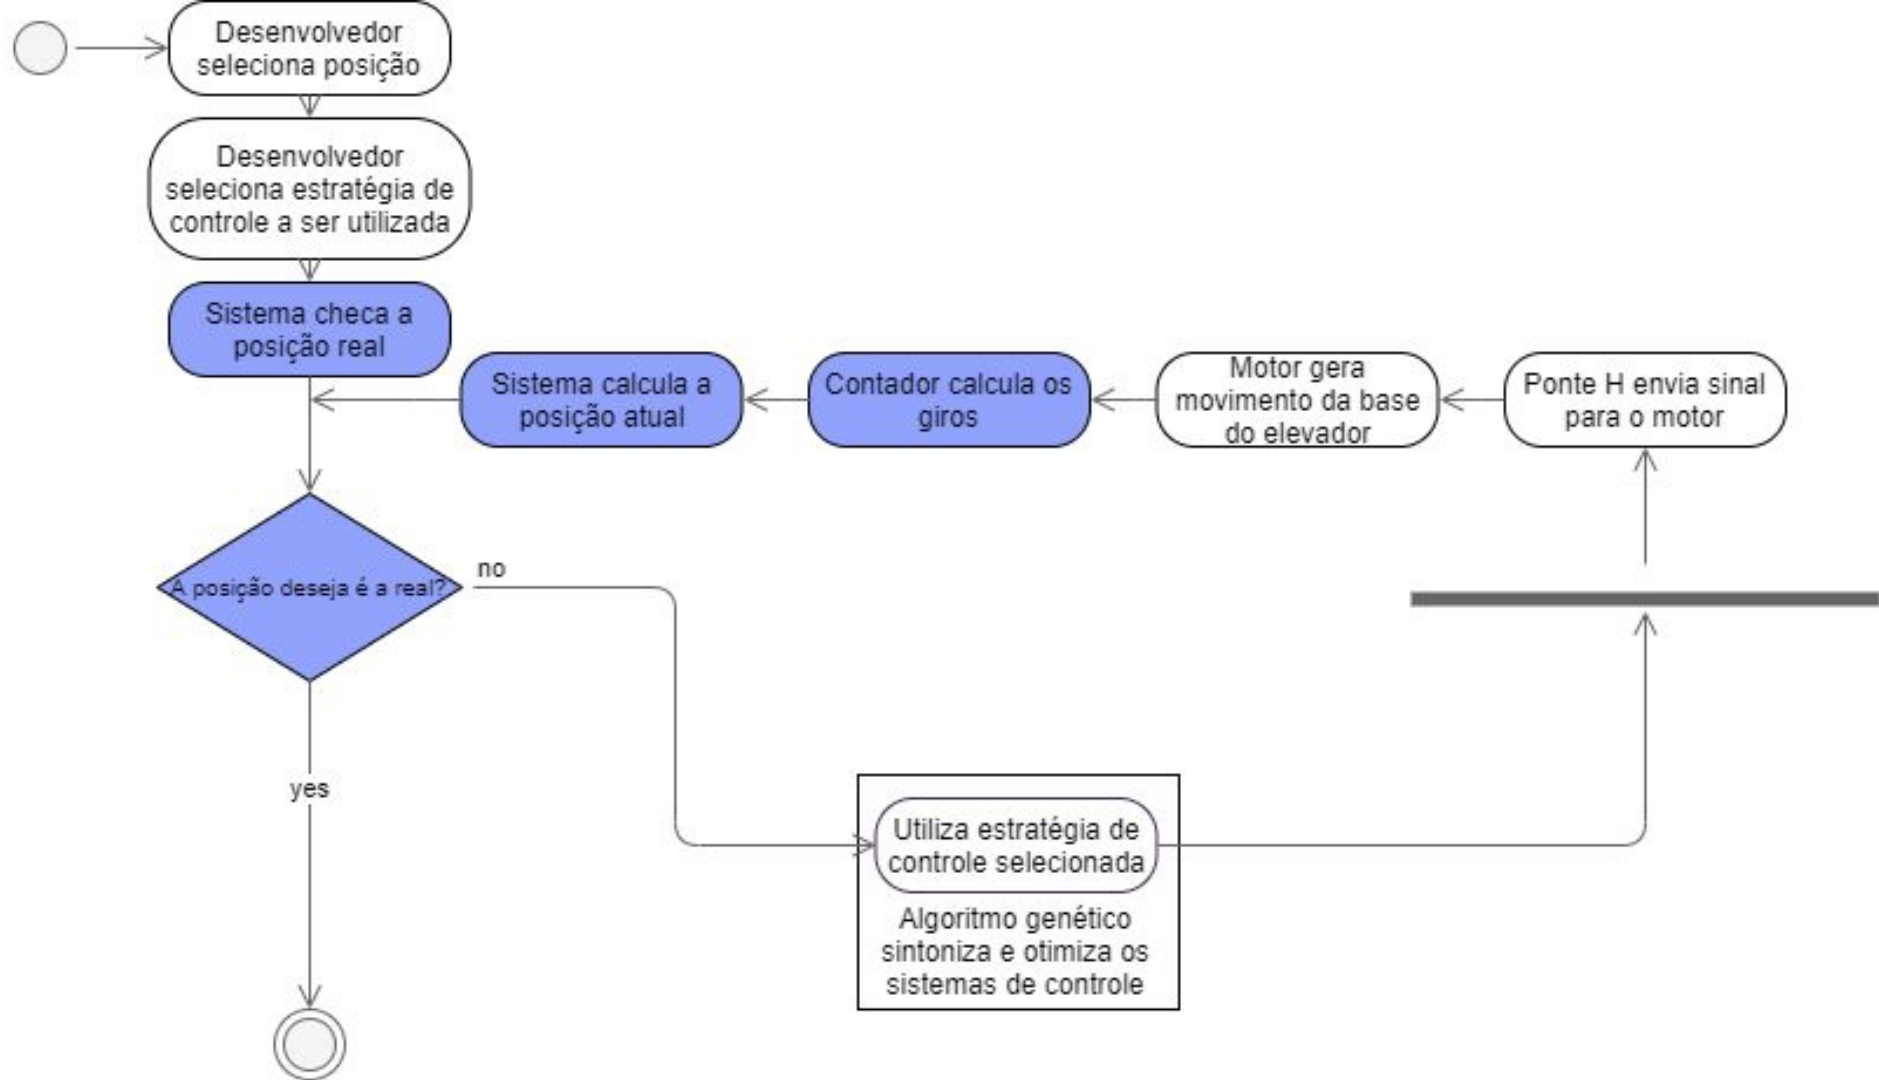 Desenvolvedor
seleciona posição
Desenvolvedor
seleciona estratégia de
controle a ser utilizada
Sistema checa a
posição real
Sistema calcula a
posição atual
Contador calcula os
giros
Motor gera
movimento da base
do elevador
Ponte H envia sinal
para o motor
A posição deseja é a real?
no
yes
Utiliza estratégia de
controle selecionada
Algoritmo genético
sintoniza e otimiza os
sistemas de controle